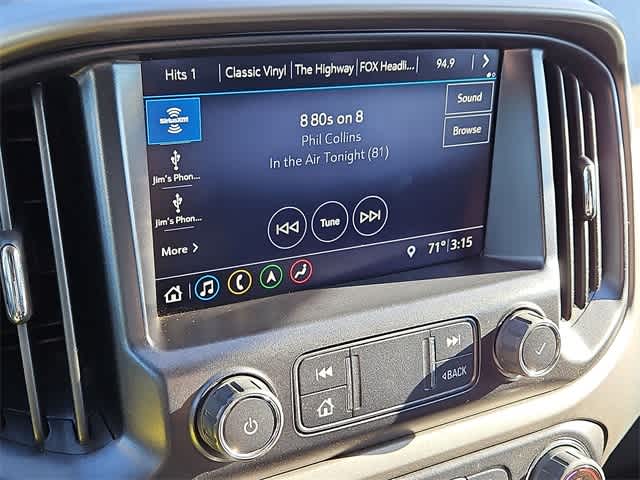 Hits 1 Classic Vinyl The Highway FOX Headli... 94.9
SiriusXM
8 80s on 8
Phil Collins
In the Air Tonight (81)
Sound
Browse
Jim's Phon...
Jim's Phon...
More
Tune
71° 3:15
BACK